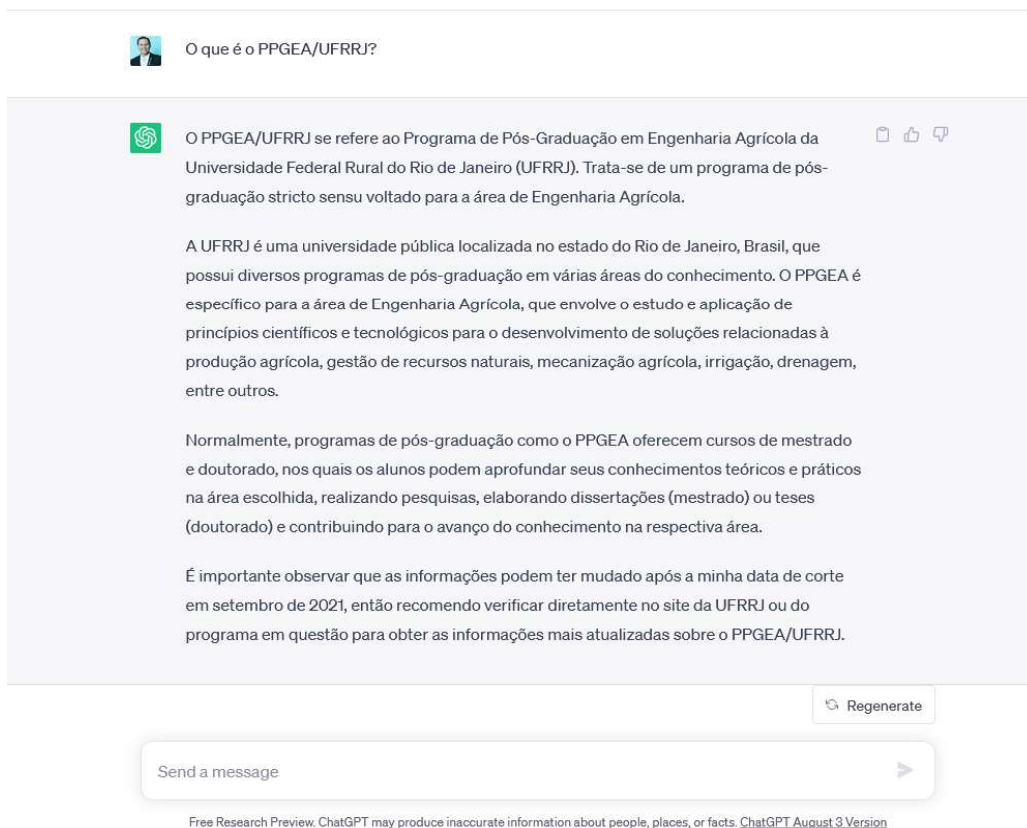 O que é o PPGEA/UFRRJ?
O PPGEA/UFRRJ se refere ao Programa de Pós-Graduação em Engenharia Agrícola da
Universidade Federal Rural do Rio de Janeiro (UFRRJ). Trata-se de um programa de pós-
graduação stricto sensu voltado para a área de Engenharia Agrícola.
A UFRRJ é uma universidade pública localizada no estado do Rio de Janeiro, Brasil, que
possui diversos programas de pós-graduação em várias áreas do conhecimento. O PPGEA é
específico para a área de Engenharia Agrícola, que envolve o estudo e aplicação de
princípios científicos e tecnológicos para o desenvolvimento de soluções relacionadas à
produção agrícola, gestão de recursos naturais, mecanização agrícola, irrigação, drenagem,
entre outros.
Normalmente, programas de pós-graduação como o PPGEA oferecem cursos de mestrado
e doutorado, nos quais os alunos podem aprofundar seus conhecimentos teóricos e práticos
na área escolhida, realizando pesquisas, elaborando dissertações (mestrado) ou teses
(doutorado) e contribuindo para o avanço do conhecimento na respectiva área.
É importante observar que as informações podem ter mudado após a minha data de corte
em setembro de 2021, então recomendo verificar diretamente no site da UFRRJ ou do
programa em questão para obter as informações mais atualizadas sobre o PPGEA/UFRRJ.
Regenerate
Send a message
Free Research Preview. ChatGPT may produce inaccurate information about people, places, or facts. ChatGPT August 3 Version